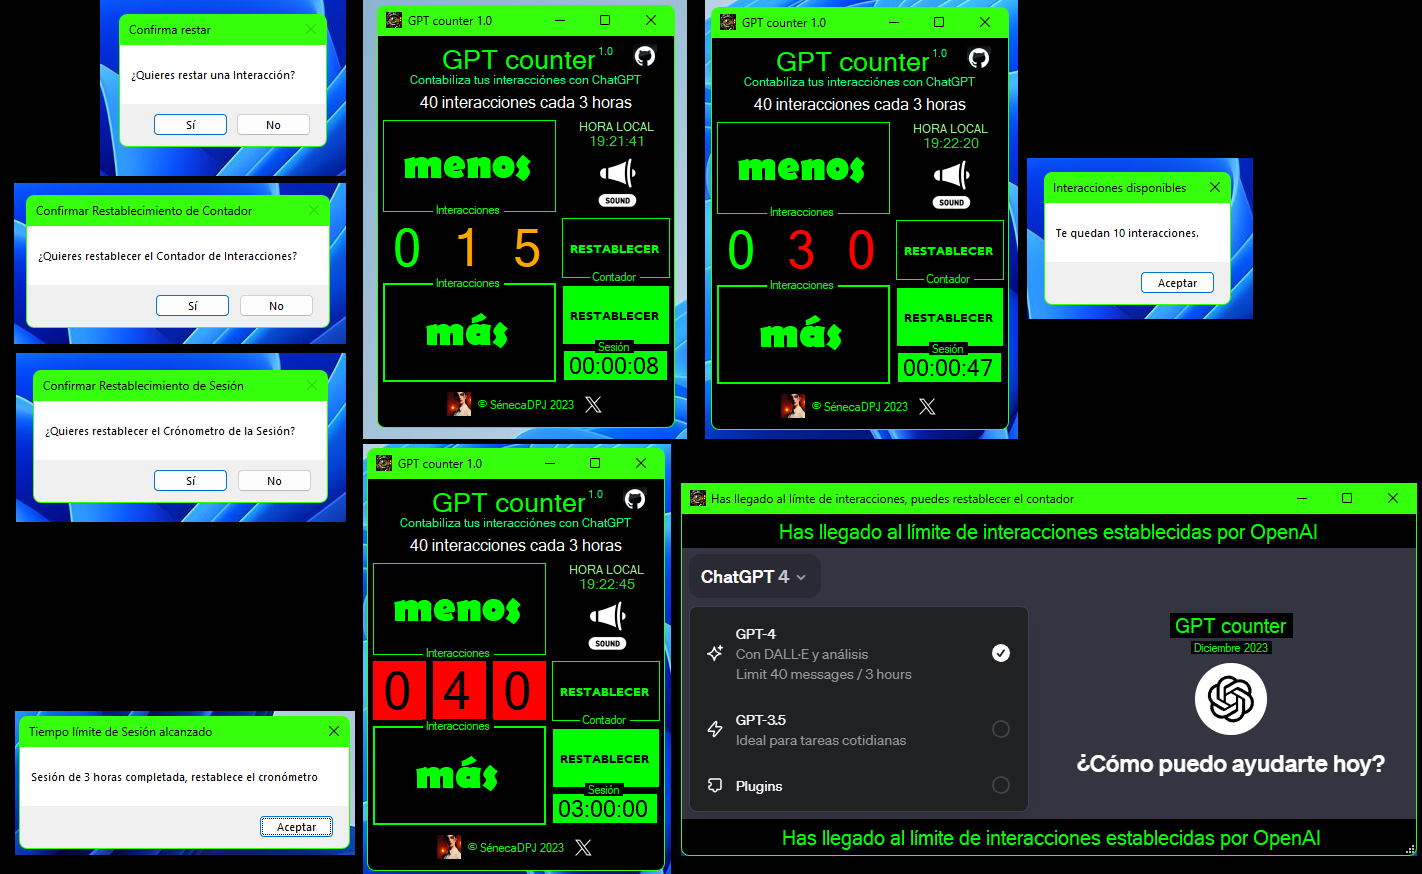 Confirma restar
¿Quieres restar una Interacción?
Sí
No
Confirmar Restablecimiento de Contador
¿Quieres restablecer el Contador de Interacciones?
Sí
No
Confirmar Restablecimiento de Sesión
¿Quieres restablecer el Crónometro de la Sesión?
Sí
No
Tiempo límite de Sesión alcanzado
Sesión de 3 horas completada, restablece el cronómetro
Aceptar
GPT counter 1.0
GPT counter 1.0
Contabiliza tus interacciónes con ChatGPT
40 interacciones cada 3 horas
menos
HORA LOCAL
19:21:41
SOUND
Interacciones
0 1 5
RESTABLECER
Contador
Interacciones
más
RESTABLECER
Sesión
00:00:08
© SénecaDPJ 2023
GPT counter 1.0
GPT counter 1.0
Contabiliza tus interacciónes con ChatGPT
40 interacciones cada 3 horas
menos
HORA LOCAL
19:22:20
SOUND
Interacciones
0 3 0
RESTABLECER
Contador
Interacciones
más
RESTABLECER
Sesión
00:00:47
© SénecaDPJ 2023
Interacciones disponibles
Te quedan 10 interacciones.
Aceptar
GPT counter 1.0
GPT counter 1.0
Contabiliza tus interacciónes con ChatGPT
40 interacciones cada 3 horas
menos
HORA LOCAL
19:22:45
SOUND
Interacciones
0 4 0
RESTABLECER
Contador
Interacciones
más
RESTABLECER
Sesión
03:00:00
© SénecaDPJ 2023
Has llegado al límte de interacciones, puedes restablecer el contador
Has llegado al límite de interacciones establecidas por OpenAI
ChatGPT 4
GPT-4
Con DALL·E y análisis
Limit 40 messages / 3 hours
GPT-3.5
Ideal para tareas cotidianas
Plugins
GPT counter
Diciembre 2023
¿Cómo puedo ayudarte hoy?
Has llegado al límite de interacciones establecidas por OpenAI